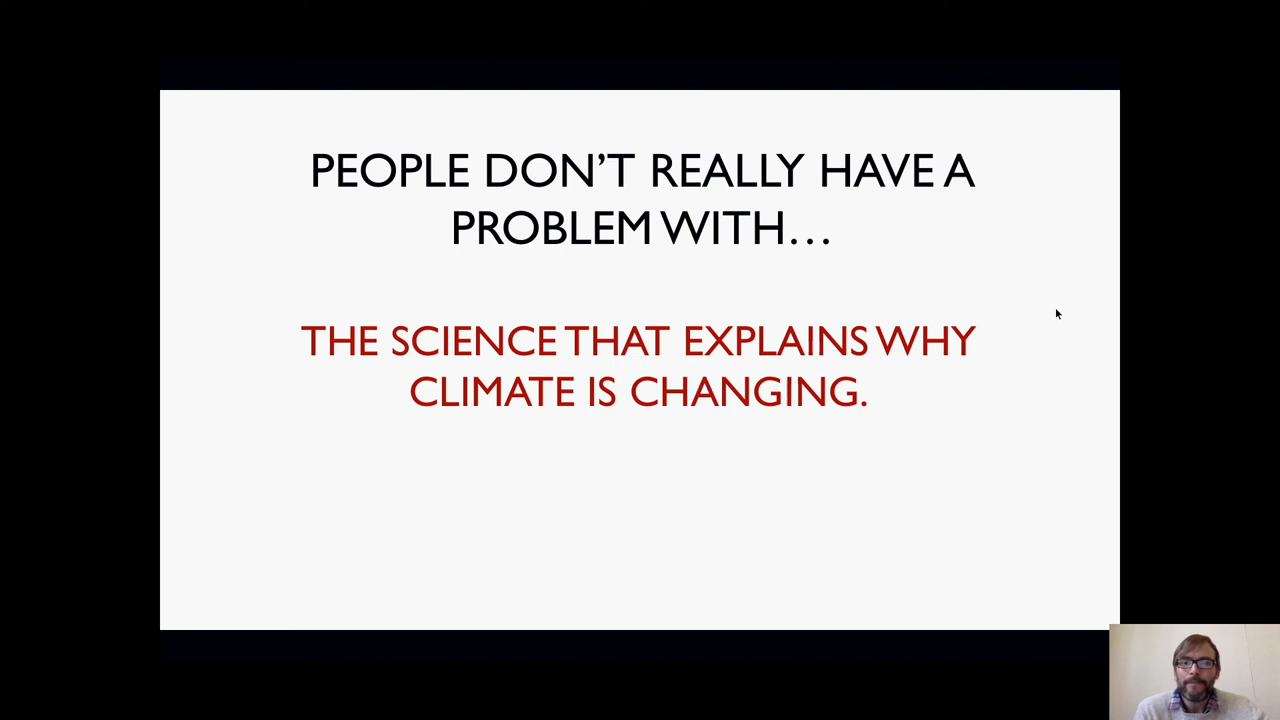 PEOPLE DON’T REALLY HAVE A
PROBLEM WITH…
THE SCIENCE THAT EXPLAINS WHY
CLIMATE IS CHANGING.